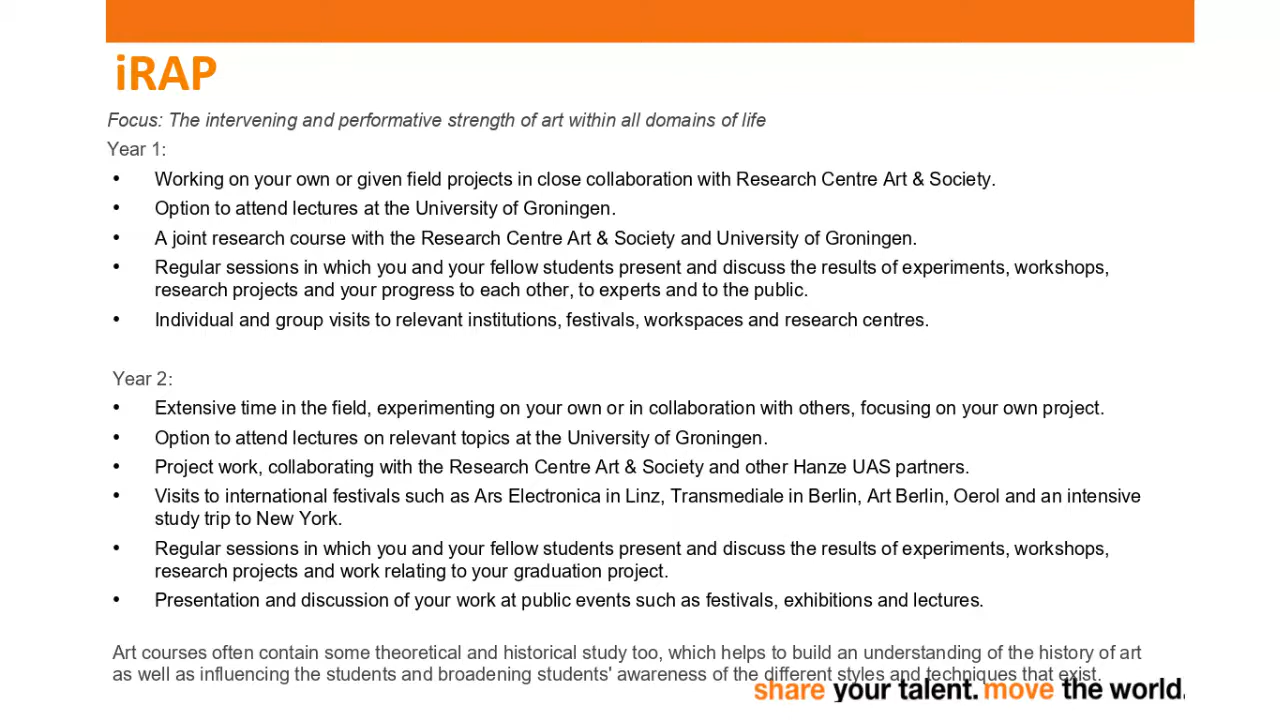 iRAP
Focus: The intervening and performative strength of art within all domains of life
Year 1:
• Working on your own or given field projects in close collaboration with Research Centre Art & Society.
• Option to attend lectures at the University of Groningen.
• A joint research course with the Research Centre Art & Society and University of Groningen.
• Regular sessions in which you and your fellow students present and discuss the results of experiments, workshops,
research projects and your progress to each other, to experts and to the public.
• Individual and group visits to relevant institutions, festivals, workspaces and research centres.
Year 2:
• Extensive time in the field, experimenting on your own or in collaboration with others, focusing on your own project.
• Option to attend lectures on relevant topics at the University of Groningen.
• Project work, collaborating with the Research Centre Art & Society and other Hanze UAS partners.
• Visits to international festivals such as Ars Electronica in Linz, Transmediale in Berlin, Art Berlin, Oerol and an intensive
study trip to New York.
• Regular sessions in which you and your fellow students present and discuss the results of experiments, workshops,
research projects and work relating to your graduation project.
• Presentation and discussion of your work at public events such as festivals, exhibitions and lectures.
Art courses often contain some theoretical and historical study too, which helps to build an understanding of the history of art
as well as influencing the students and broadening students' awareness of the different styles and techniques that exist.
share your talent. move the world.